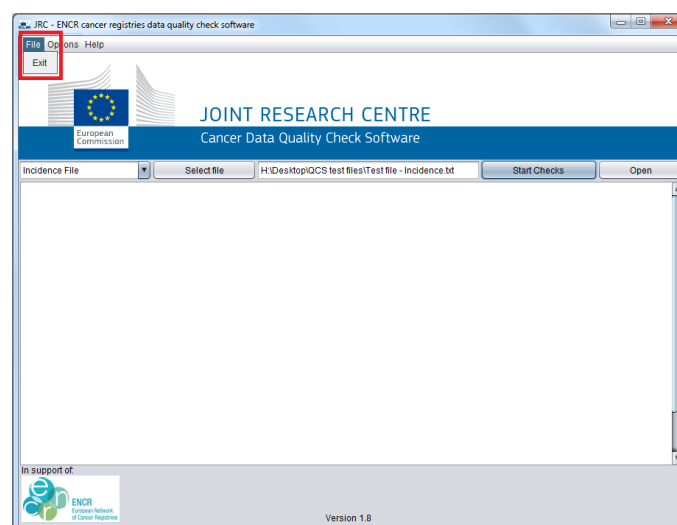 JRC - ENCR cancer registries data quality check software
File Options Help
Exit
JOINT RESEARCH CENTRE
European
Commission
Cancer Data Quality Check Software
Incidence File
Select file
H:\Desktop\QCS test files\Test file - Incidence.txt
Start Checks
Open
In support of:
ENCR
European Network
of Cancer Registries
Version 1.8